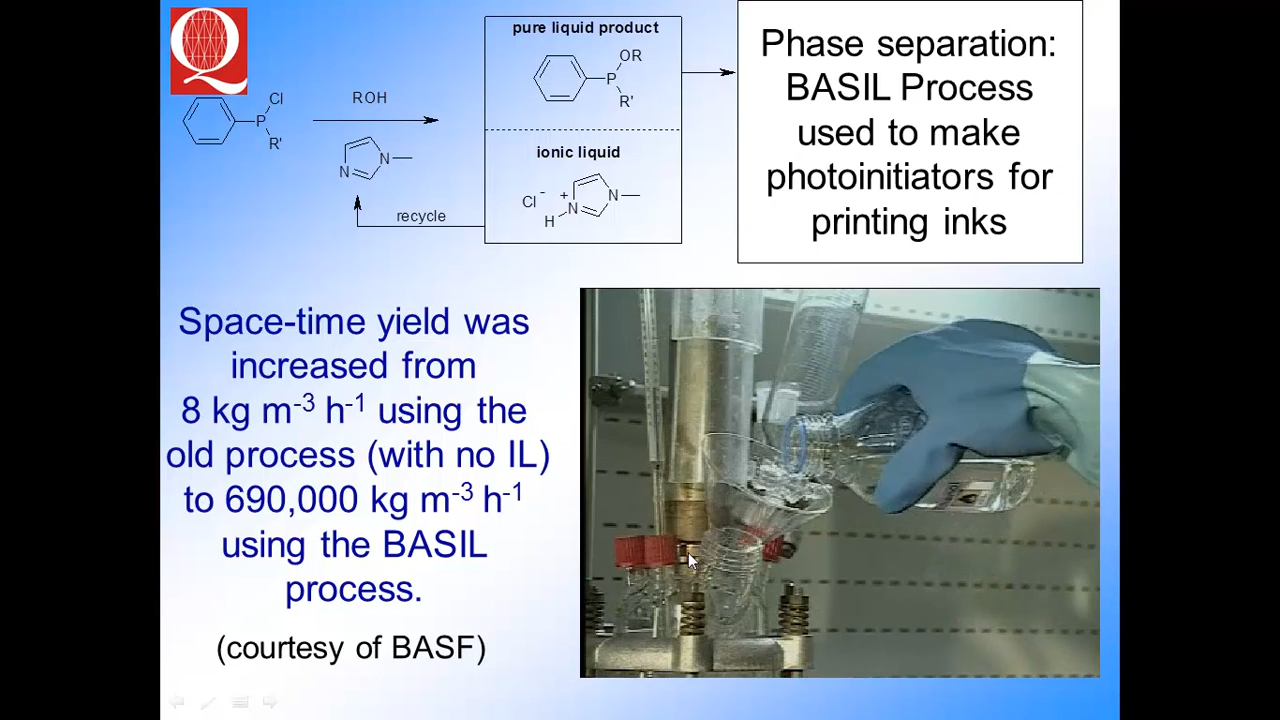 Q
Cl
P
R'
ROH
N
N
recycle
pure liquid product
OR
P
R'
ionic liquid
Cl -
+
N
N
H
Phase separation:
BASIL Process
used to make
photoinitiators for
printing inks
Space-time yield was
increased from
8 kg m-3 h-1 using the
old process (with no IL)
to 690,000 kg m-3 h-1
using the BASIL
process.
(courtesy of BASF)